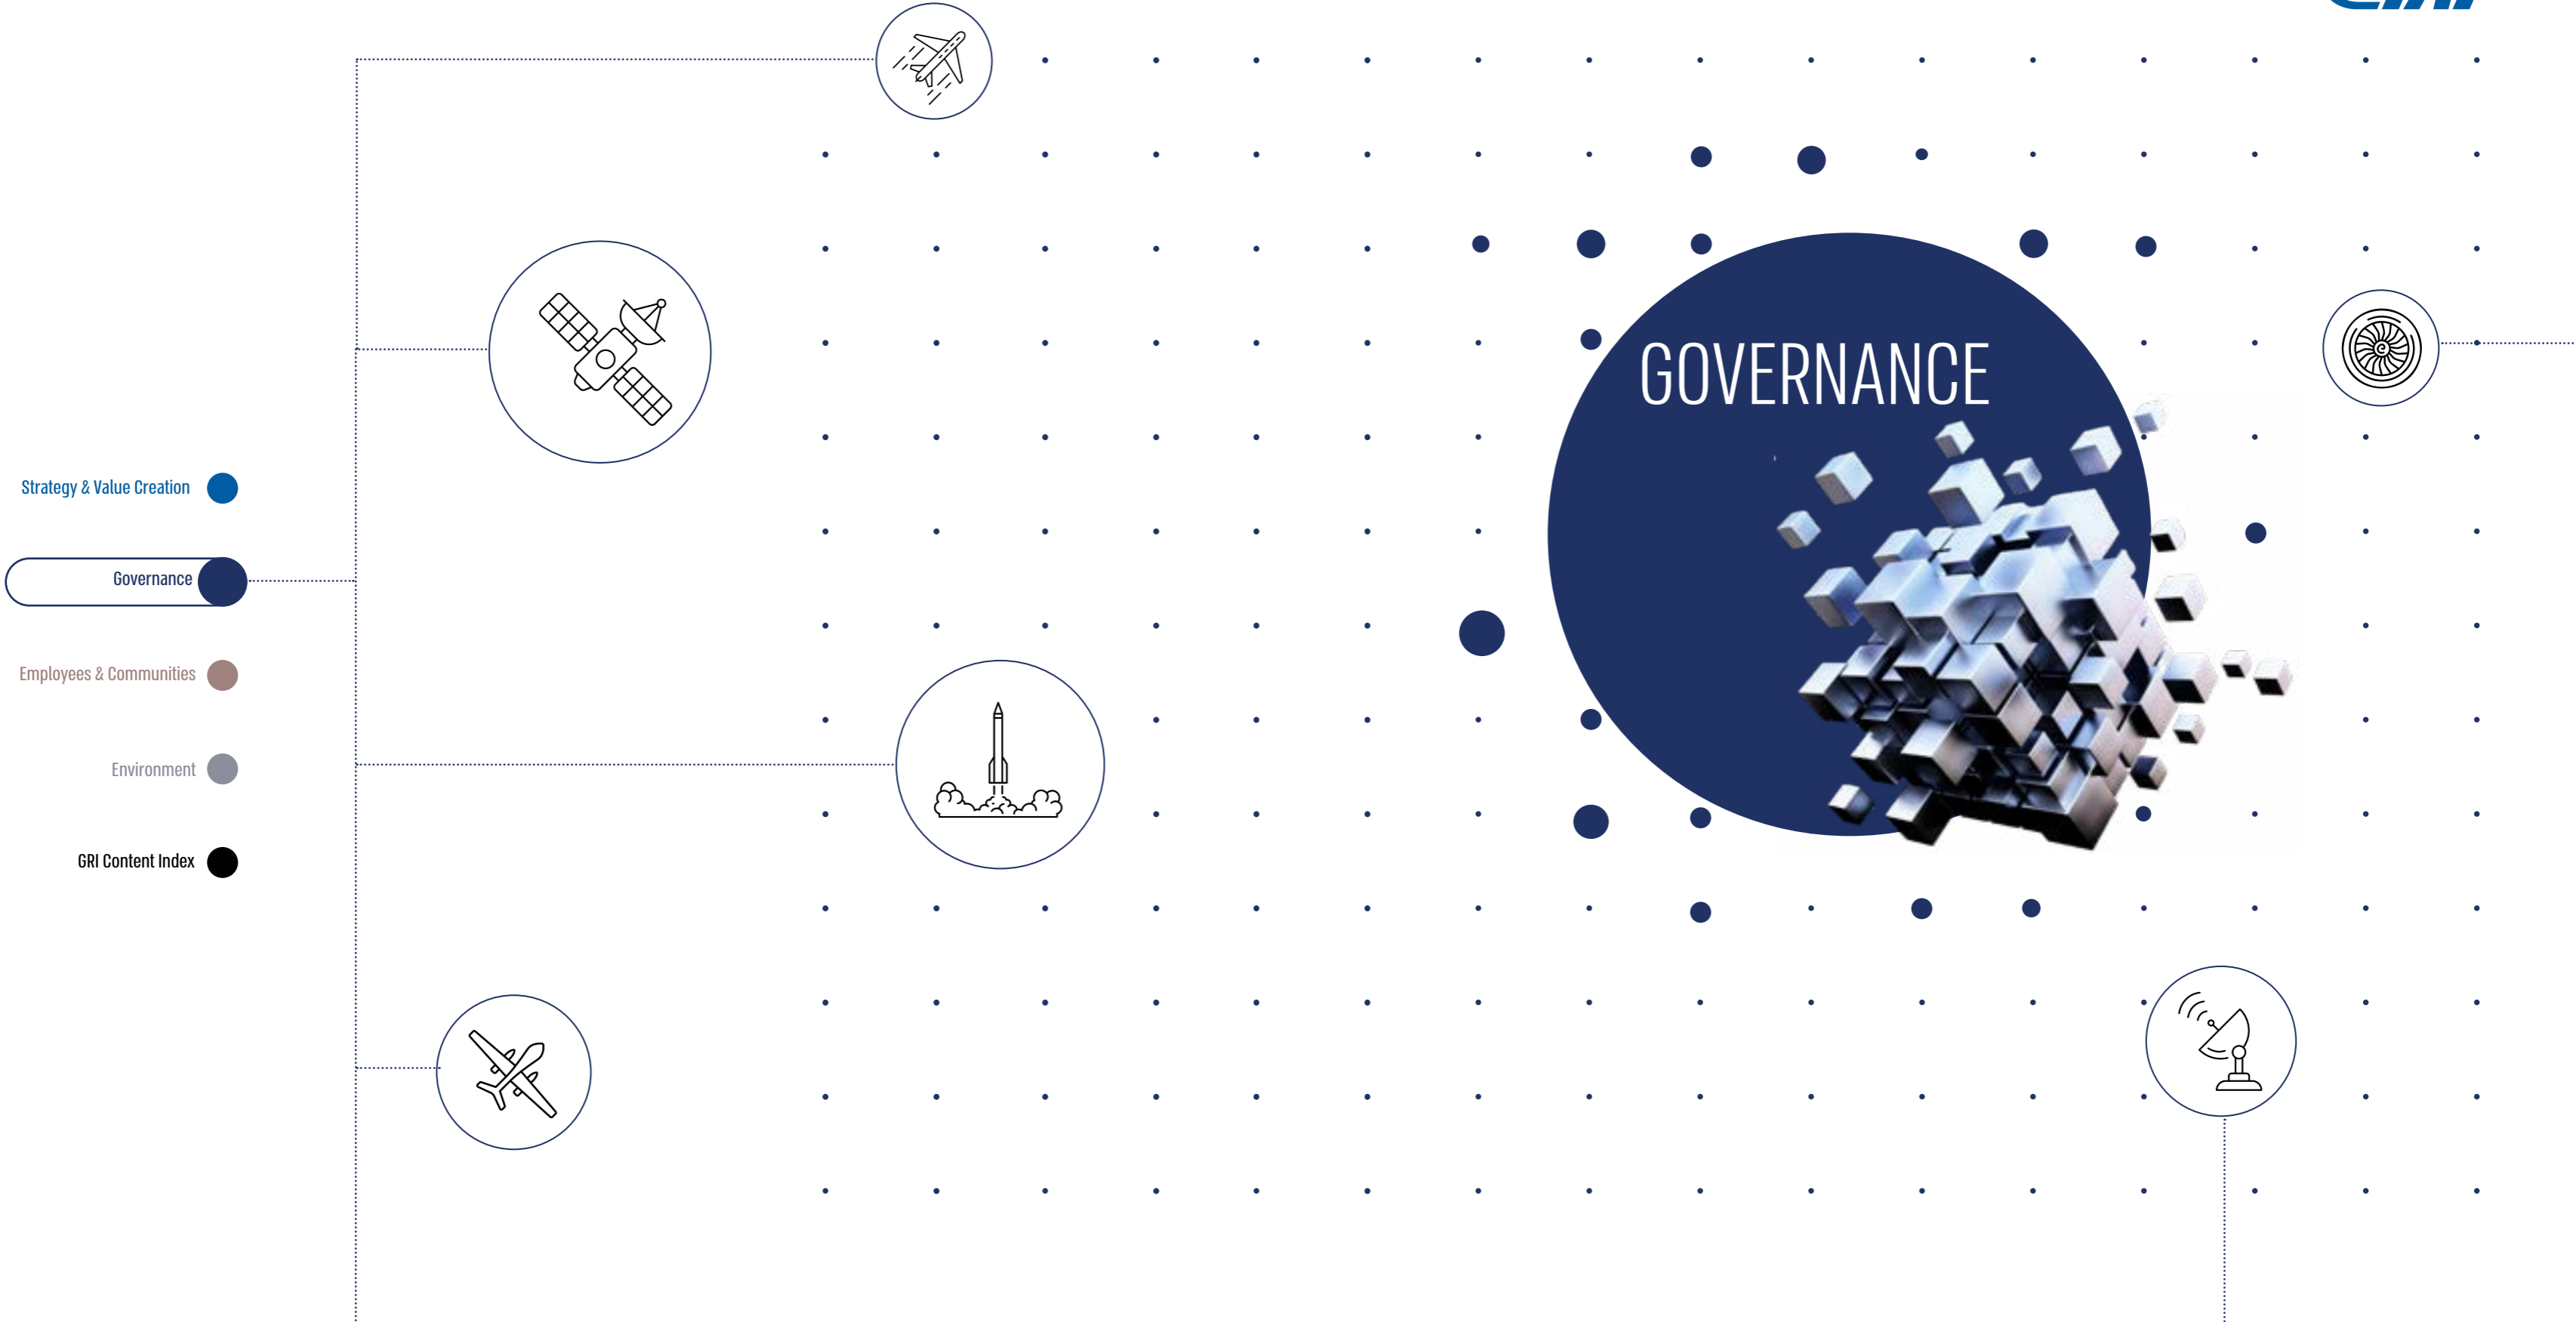 Strategy & Value Creation
Governance
Employees & Communities
Environment
GRI Content Index
GOVERNANCE